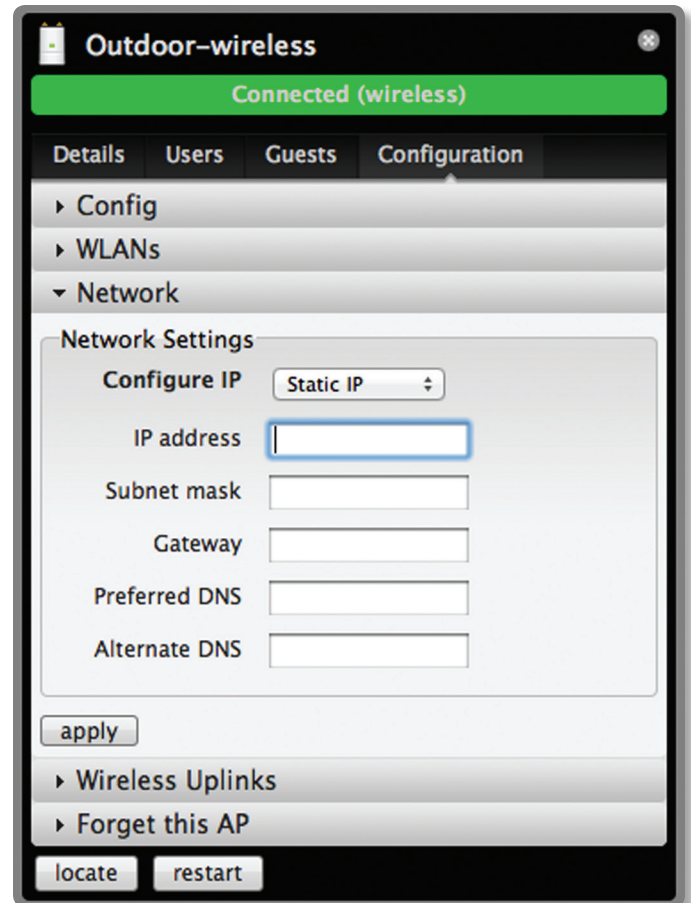 Outdoor-wireless
Connected (wireless)
Details Users Guests Configuration
Config
WLANs
Network
Network Settings
Configure IP Static IP
IP address
Subnet mask
Gateway
Preferred DNS
Alternate DNS
apply
Wireless Uplinks
Forget this AP
locate restart